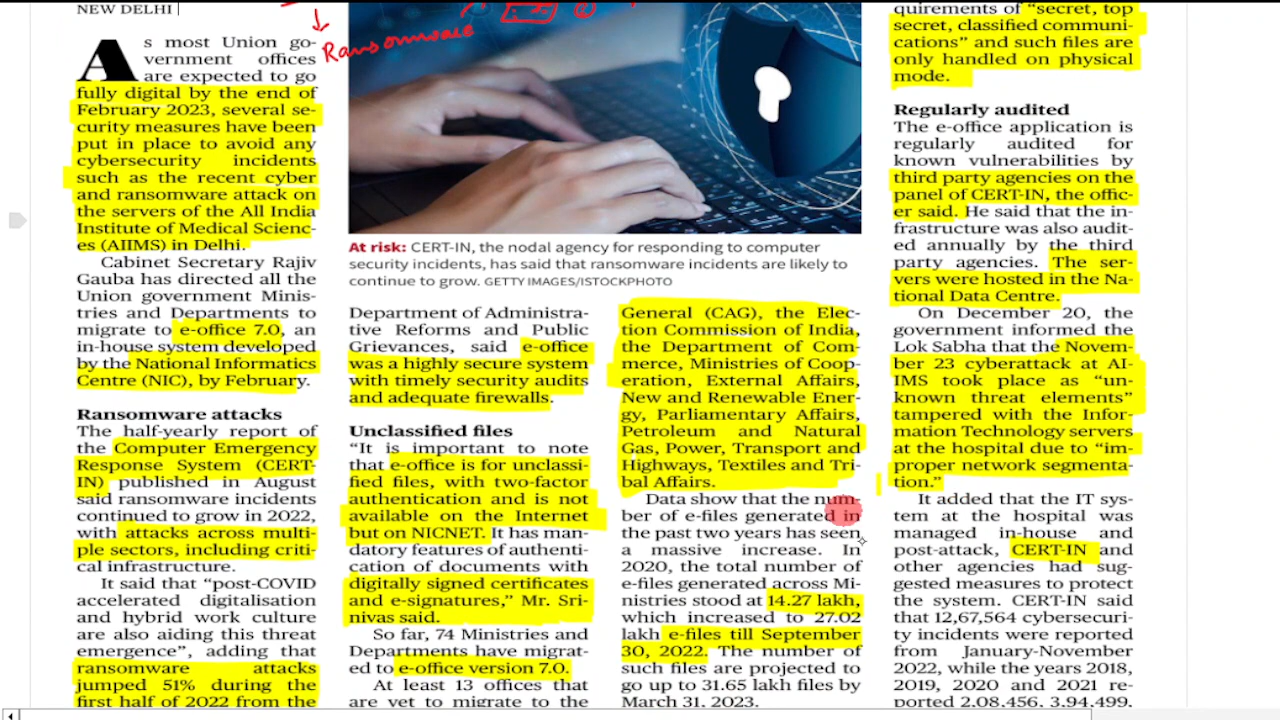 NEW DELHI
Ransomware
As most Union go-
vernment offices
are expected to go
fully digital by the end of
February 2023, several se-
curity measures have been
put in place to avoid any
cybersecurity incidents
such as the recent cyber
and ransomware attack on
the servers of the All India
Institute of Medical Scienc-
es (AIIMS) in Delhi.
Cabinet Secretary Rajiv
Gauba has directed all the
Union government Minis-
tries and Departments to
migrate to e-office 7.0, an
in-house system developed
by the National Informatics
Centre (NIC), by February.
Ransomware attacks
The half-yearly report of
the Computer Emergency
Response System (CERT-
IN) published in August
said ransomware incidents
continued to grow in 2022,
with attacks across multi-
ple sectors, including criti-
cal infrastructure.
It said that “post-COVID
accelerated digitalisation
and hybrid work culture
are also aiding this threat
emergence”, adding that
ransomware attacks
jumped 51% during the
first half of 2022 from the
At risk: CERT-IN, the nodal agency for responding to computer
security incidents, has said that ransomware incidents are likely to
continue to grow. GETTY IMAGES/ISTOCKPHOTO
Department of Administra-
tive Reforms and Public
Grievances, said e-office
was a highly secure system
with timely security audits
and adequate firewalls.
Unclassified files
“It is important to note
that e-office is for unclassi-
fied files, with two-factor
authentication and is not
available on the Internet
but on NICNET. It has man-
datory features of authenti-
cation of documents with
digitally signed certificates
and e-signatures,” Mr. Sri-
nivas said.
So far, 74 Ministries and
Departments have migrat-
ed to e-office version 7.0.
At least 13 offices that
are yet to migrate to the
General (CAG), the Elec-
tion Commission of India,
the Department of Com-
merce, Ministries of Coop-
eration, External Affairs,
New and Renewable Ener-
gy, Parliamentary Affairs,
Petroleum and Natural
Gas, Power, Transport and
Highways, Textiles and Tri-
bal Affairs.
Data show that the num-
ber of e-files generated in
the past two years has seen
a massive increase. In
2020, the total number of
e-files generated across Mi-
nistries stood at 14.27 lakh,
which increased to 27.02
lakh e-files till September
30, 2022. The number of
such files are projected to
go up to 31.65 lakh files by
March 31, 2023.
quirements of “secret, top
secret, classified communi-
cations” and such files are
only handled on physical
mode.
Regularly audited
The e-office application is
regularly audited for
known vulnerabilities by
third party agencies on the
panel of CERT-IN, the offic-
er said. He said that the in-
frastructure was also audit-
ed annually by the third
party agencies. The ser-
vers were hosted in the Na-
tional Data Centre.
On December 20, the
government informed the
Lok Sabha that the Novem-
ber 23 cyberattack at AI-
IMS took place as “un-
known threat elements”
tampered with the Infor-
mation Technology servers
at the hospital due to “im-
proper network segmenta-
tion.”
It added that the IT sys-
tem at the hospital was
managed in-house and
post-attack, CERT-IN and
other agencies had sug-
gested measures to protect
the system. CERT-IN said
that 12,67,564 cybersecuri-
ty incidents were reported
from January-November
2022, while the years 2018,
2019, 2020 and 2021 re-
ported 2,08,456, 3,94,499,